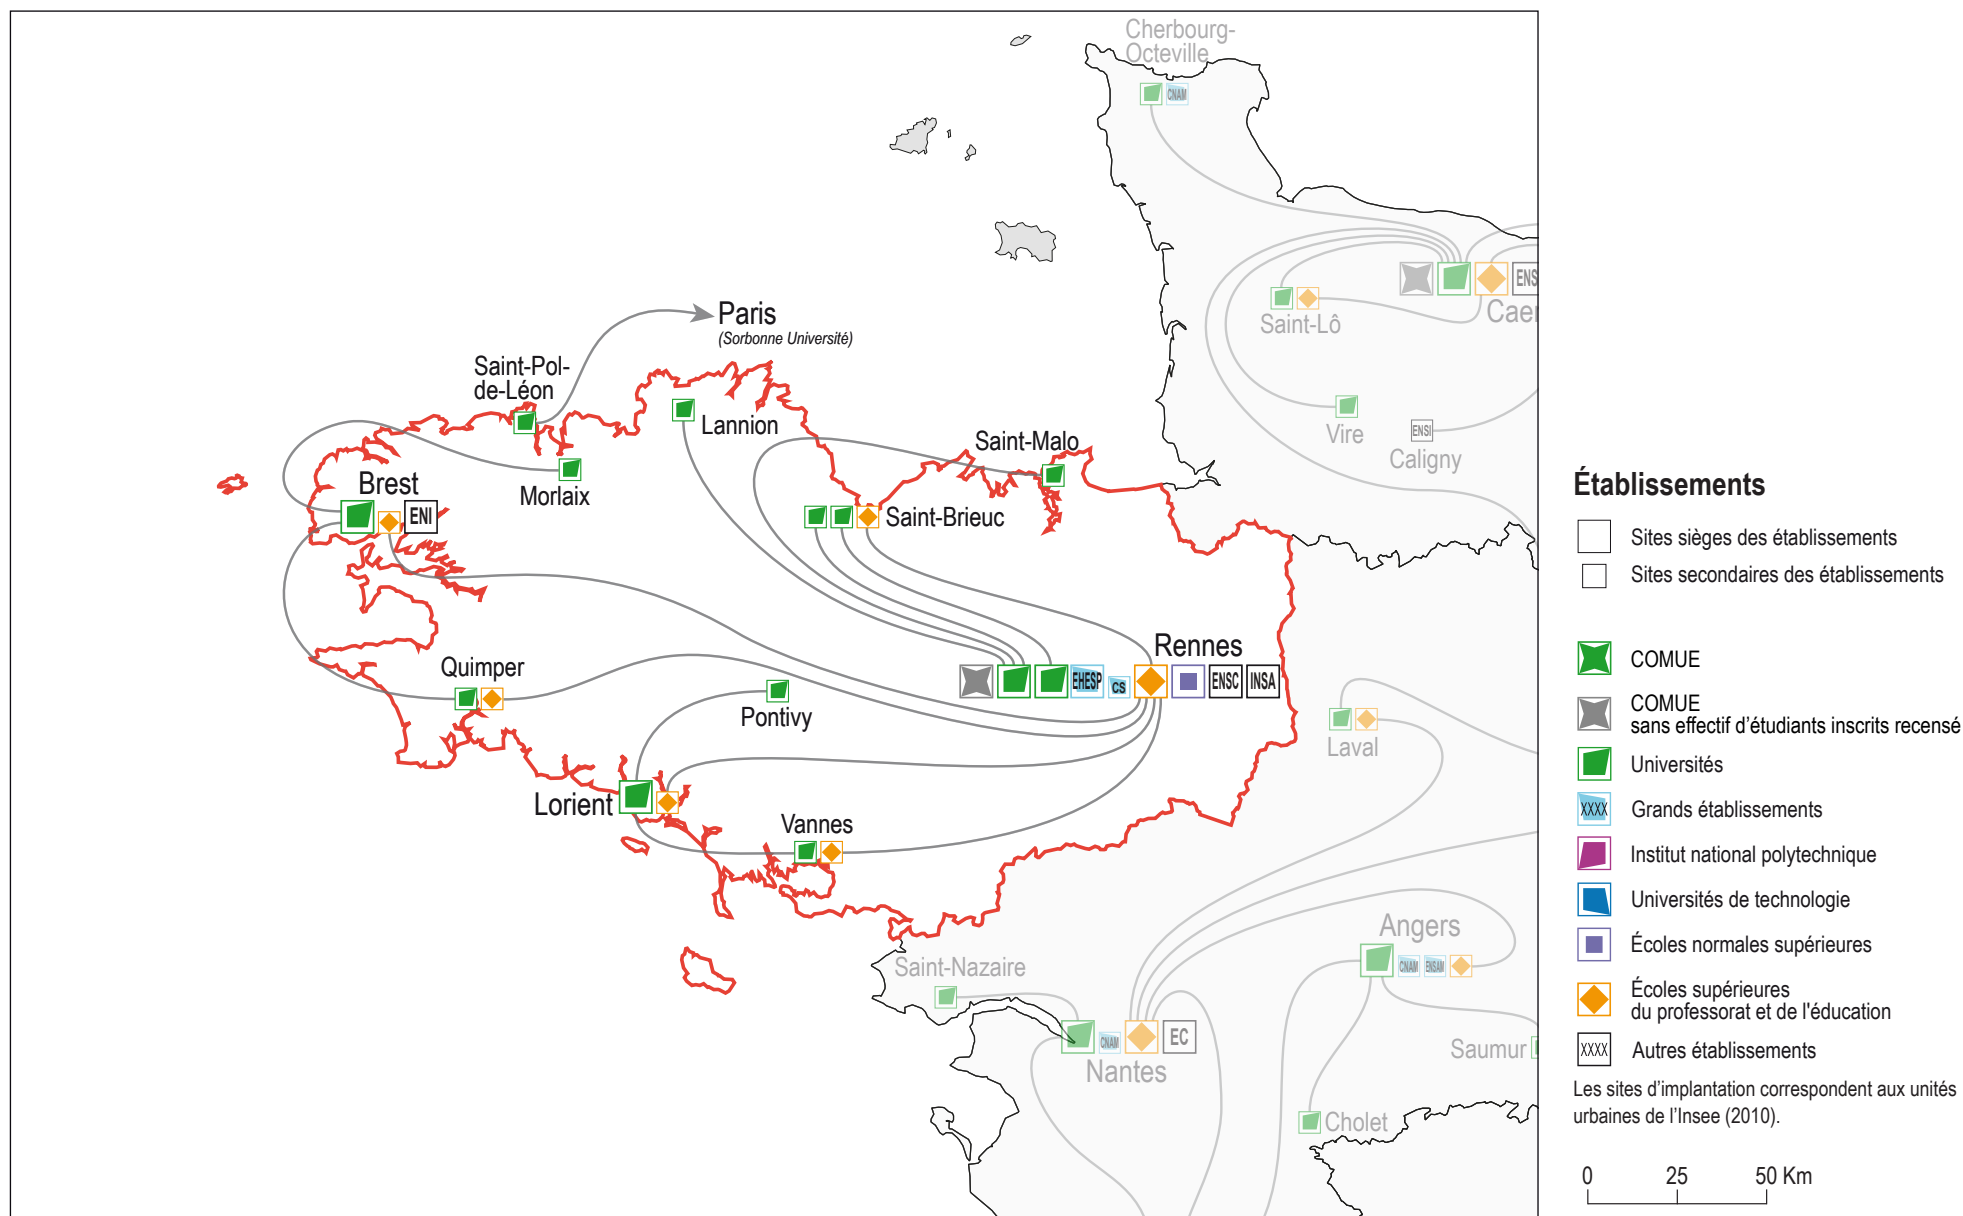 Cherbourg-
Octeville
CNAM
Saint-Lô
ENS
Caen
Vire
ENSI
Caligny
Paris
(Sorbonne Université)
Saint-Pol-
de-Léon
Lannion
Saint-Malo
Morlaix
Brest
ENI
Saint-Brieuc
Quimper
Pontivy
Rennes
EHESP
CS
ENSC
INSA
Lorient
Vannes
Laval
Angers
CNAM
ENSAM
Saint-Nazaire
CNAM
EC
Nantes
Saumur
Cholet
Établissements
Sites sièges des établissements
Sites secondaires des établissements
COMUE
COMUE
sans effectif d'étudiants inscrits recensé
Universités
XXXX Grands établissements
Institut national polytechnique
Universités de technologie
Écoles normales supérieures
Écoles supérieures
du professorat et de l'éducation
XXXX Autres établissements
Les sites d'implantation correspondent aux unités
urbaines de l'Insee (2010).
0 25 50 Km